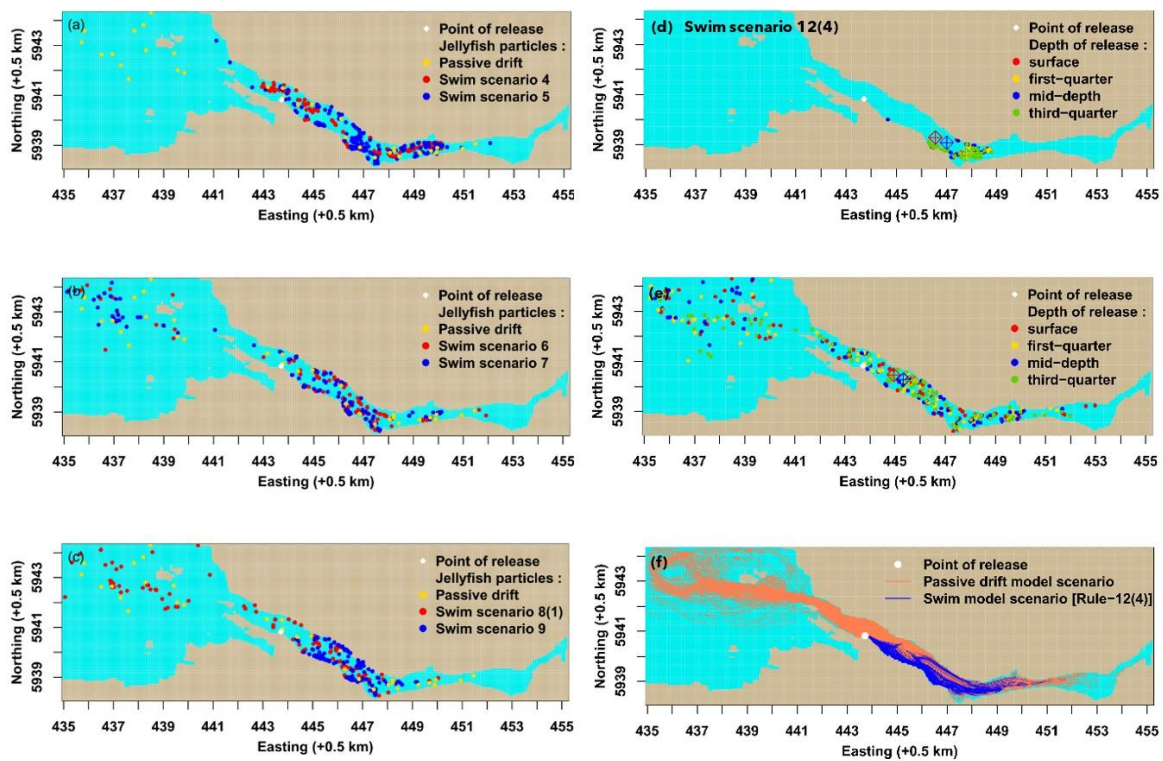 (a)
Point of release
Jellyfish particles :
Passive drift
Swim scenario 4
Swim scenario 5
Northing (+0.5 km)
5943
5941
5939
435 437 439 441 443 445 447 449 451 453 455
Easting (+0.5 km)
(d) Swim scenario 12(4)
Point of release
Depth of release :
surface
first-quarter
mid-depth
third-quarter
Northing (+0.5 km)
5943
5941
5939
435 437 439 441 443 445 447 449 451 453 455
Easting (+0.5 km)
(b)
Point of release
Jellyfish particles :
Passive drift
Swim scenario 6
Swim scenario 7
Northing (+0.5 km)
5943
5941
5939
435 437 439 441 443 445 447 449 451 453 455
Easting (+0.5 km)
(e)
Point of release
Depth of release :
surface
first-quarter
mid-depth
third-quarter
Northing (+0.5 km)
5943
5941
5939
435 437 439 441 443 445 447 449 451 453 455
Easting (+0.5 km)
(c)
Point of release
Jellyfish particles :
Passive drift
Swim scenario 8(1)
Swim scenario 9
Northing (+0.5 km)
5943
5941
5939
435 437 439 441 443 445 447 449 451 453 455
Easting (+0.5 km)
(f)
Point of release
Passive drift model scenario
Swim model scenario [Rule-12(4)]
Northing (+0.5 km)
5943
5941
5939
435 437 439 441 443 445 447 449 451 453 455
Easting (+0.5 km)